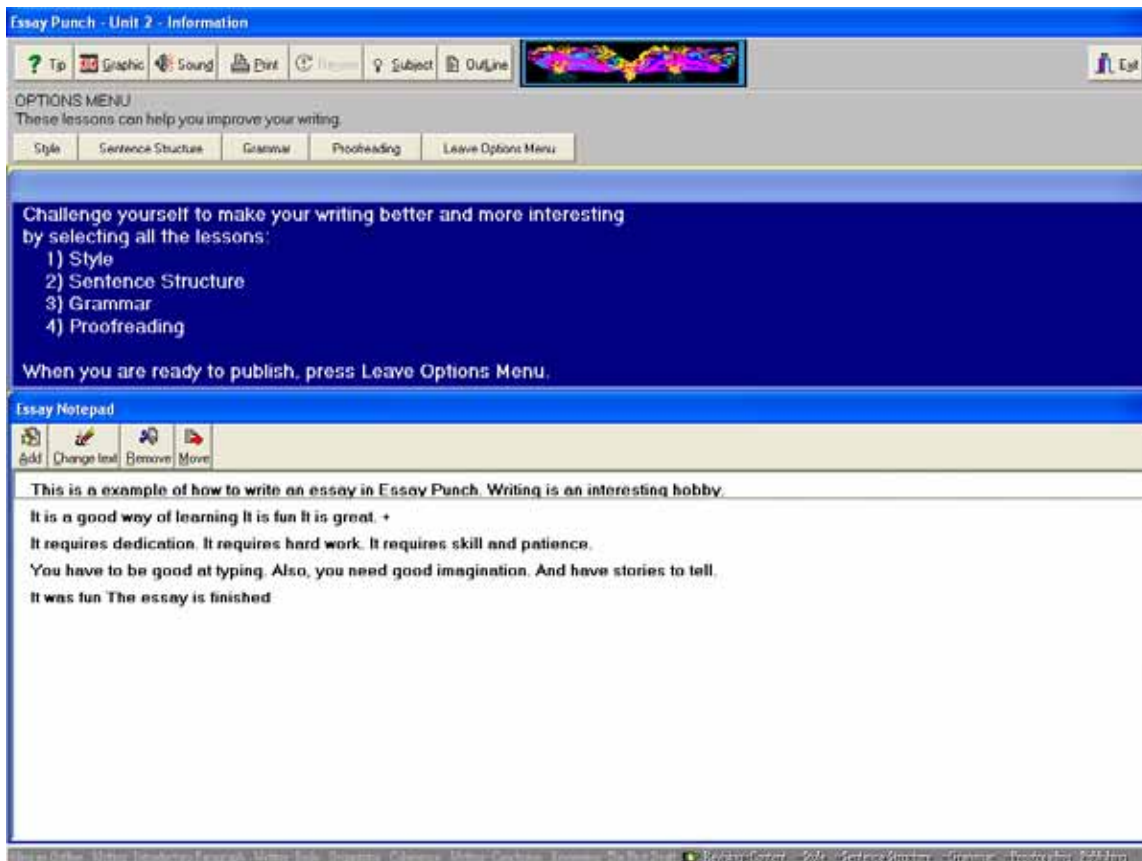 Essay Punch - Unit 2 - Information
? Tip Graphic Sound Print Subject OutLine Exit
OPTIONS MENU
These lessons can help you improve your writing.
Style Sentence Structure Grammar Proofreading Leave Options Menu
Challenge yourself to make your writing better and more interesting
by selecting all the lessons:
1) Style
2) Sentence Structure
3) Grammar
4) Proofreading
When you are ready to publish, press Leave Options Menu.
Essay Notepad
Add Change text Remove Move
This is a example of how to write an essay in Essay Punch. Writing is an interesting hobby.
It is a good way of learning It is fun It is great. +
It requires dedication. It requires hard work. It requires skill and patience.
You have to be good at typing. Also, you need good imagination. And have stories to tell.
It was fun The essay is finished